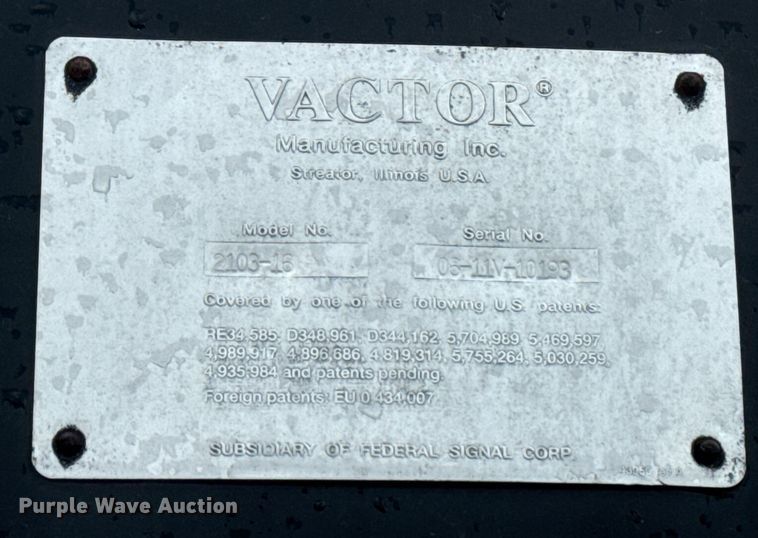 VACTOR®
Manufacturing Inc.
Streator, Illinois U.S.A.
Model No. Serial No.
2103-16 06-11V-10193
Covered by one of the following U.S. patents:
RE34,585 D348,961 D344,162 5,704,989 5,469,597
4,989,917 4,896,686 4,819,314 5,755,264 5,030,259
4,935,984 and patents pending.
Foreign patents: EU 0 434 007
SUBSIDIARY OF FEDERAL SIGNAL CORP.
Purple Wave Auction